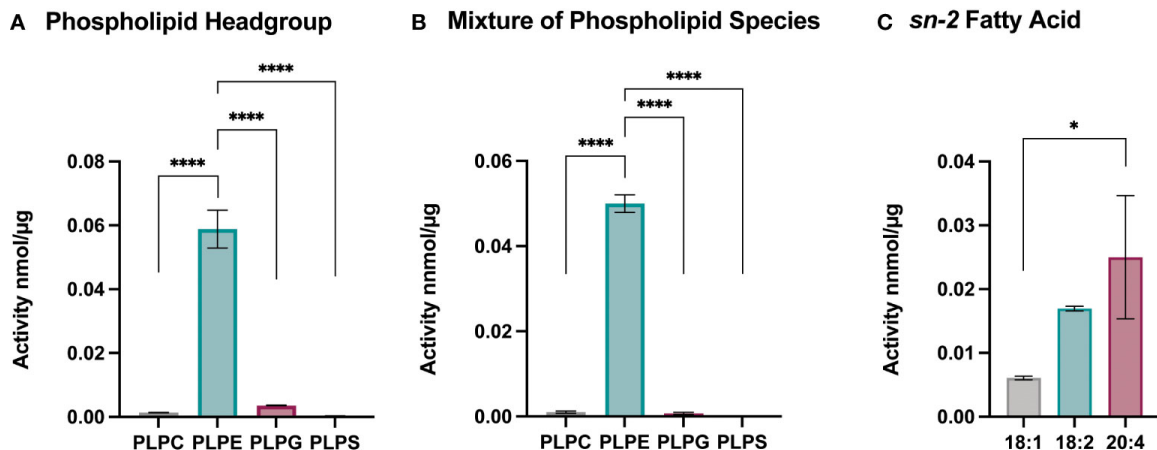 A Phospholipid Headgroup
****
****
****
Activity nmol/µg
0.08
0.06
0.04
0.02
0.00
PLPC PLPE PLPG PLPS
B Mixture of Phospholipid Species
****
****
****
Activity nnmol/µg
0.06
0.04
0.02
0.00
PLPC PLPE PLPG PLPS
C sn-2 Fatty Acid
*
Activity nnmol/µg
0.04
0.03
0.02
0.01
0.00
18:1 18:2 20:4